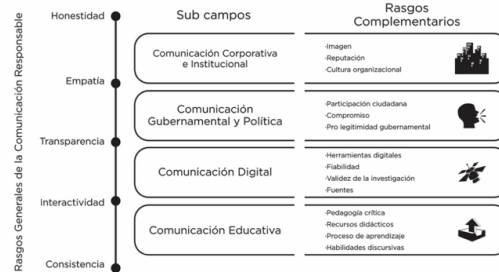 Rasgos Generales de la Comunicación Responsable
Honestidad
Empatía
Transparencia
Interactividad
Consistencia
Sub campos
Rasgos
Complementarios
Comunicación Corporativa
e Institucional
·Imagen
·Reputación
·Cultura organizacional
Comunicación
Gubernamental y Política
·Participación ciudadana
·Compromiso
·Pro legitimidad gubernamental
Comunicación Digital
·Herramientas digitales
·Fiabilidad
·Validez de la investigación
·Fuentes
Comunicación Educativa
·Pedagogía crítica
·Recursos didácticos
·Proceso de aprendizaje
·Habilidades discursivas